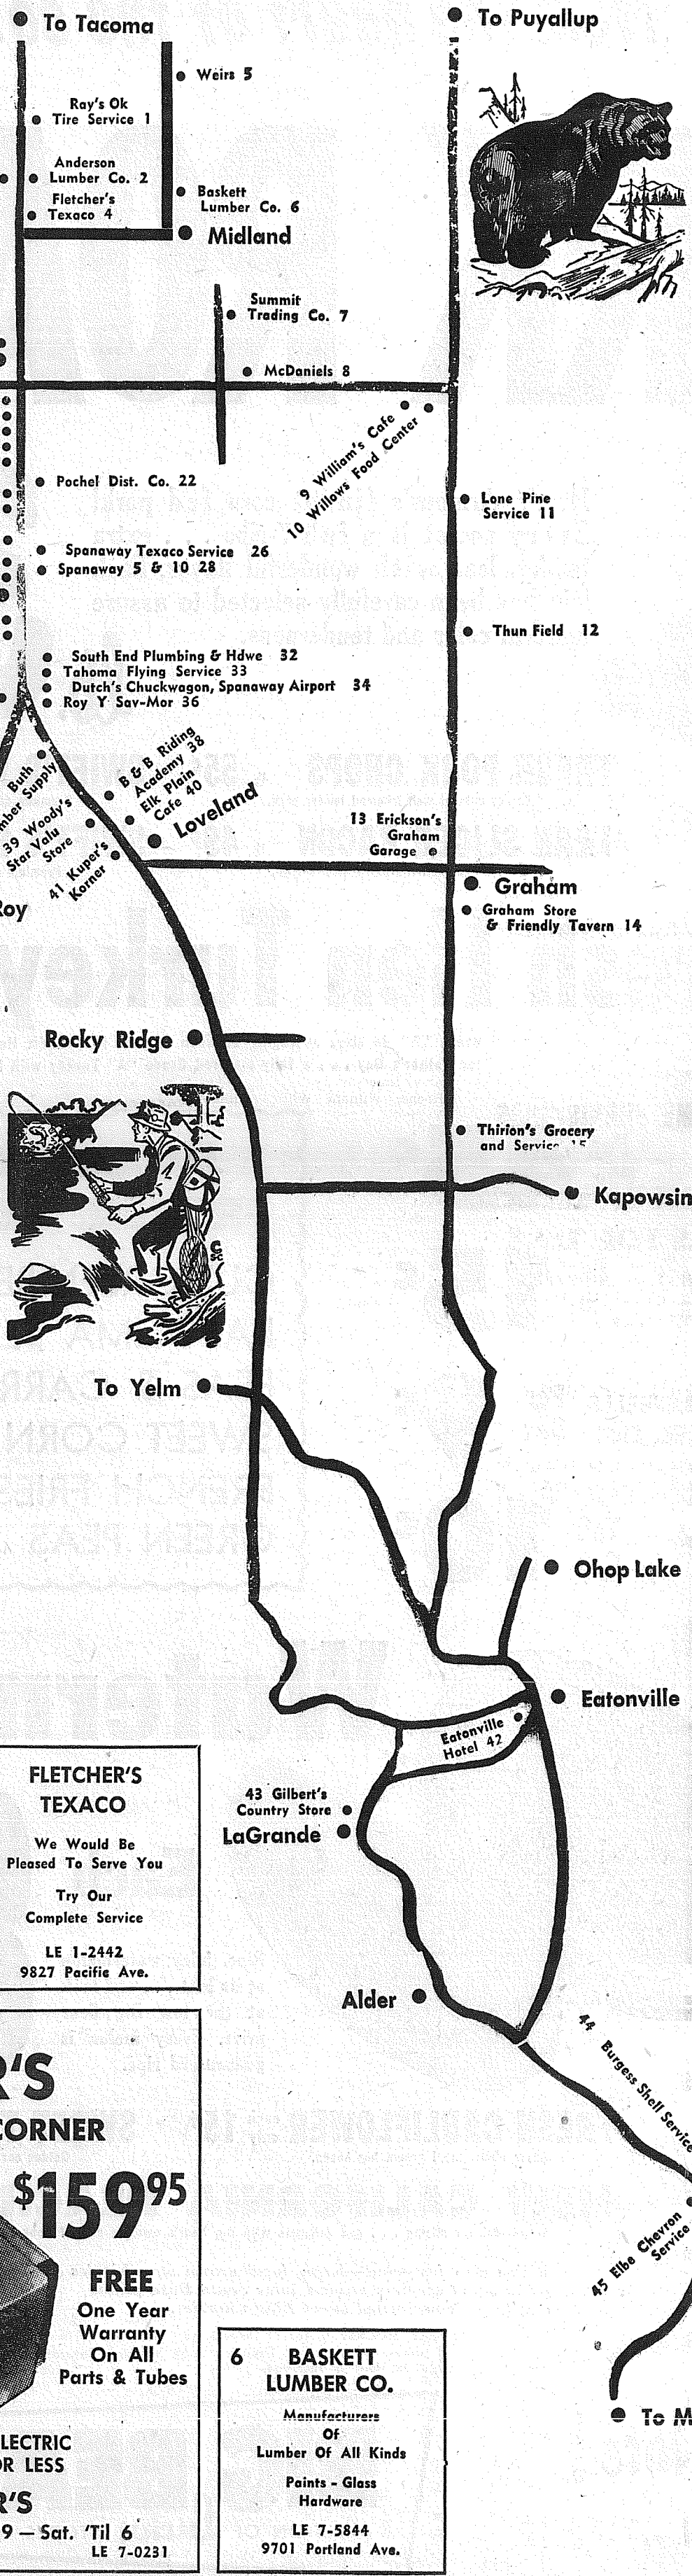 To Tacoma
To Puyallup
Weirs 5
Ray's Ok
Tire Service 1
Anderson
Lumber Co. 2
Fletcher's
Texaco 4
Baskett
Lumber Co. 6
Midland
Summit
Trading Co. 7
McDaniels 8
9 William's Cafe
10 Willows Food Center
Pochel Dist. Co. 22
Lone Pine
Service 11
Spanaway Texaco Service 26
Spanaway 5 & 10 28
Thun Field 12
South End Plumbing & Hdwe 32
Tahoma Flying Service 33
Dutch's Chuckwagon, Spanaway Airport 34
Roy Y Sav-Mor 36
Buth
mber Supply
B & B Riding
Academy 38
Elk Plain
Cafe 40
39 Woody's
Star Valu
Store
Loveland
41 Kuper's
Korner
13 Erickson's
Graham
Garage
Graham
Roy
Graham Store
& Friendly Tavern 14
Rocky Ridge
Thirion's Grocery
and Service 15
Kapowsin
To Yelm
Ohop Lake
Eatonville
Eatonville
Hotel 42
43 Gilbert's
Country Store
LaGrande
FLETCHER'S
TEXACO
We Would Be
Pleased To Serve You
Try Our
Complete Service
LE 1-2442
9827 Pacific Ave.
Alder
44 Burgess Shell Service
45 Elbe Chevron
Service
To M
R'S
CORNER
$159.95
FREE
One Year
Warranty
On All
Parts & Tubes
LECTRIC
OR LESS
R'S
9 — Sat. 'Til 6
LE 7-0231
6 BASKETT
LUMBER CO.
Manufacturers
Of
Lumber Of All Kinds
Paints - Glass
Hardware
LE 7-5844
9701 Portland Ave.